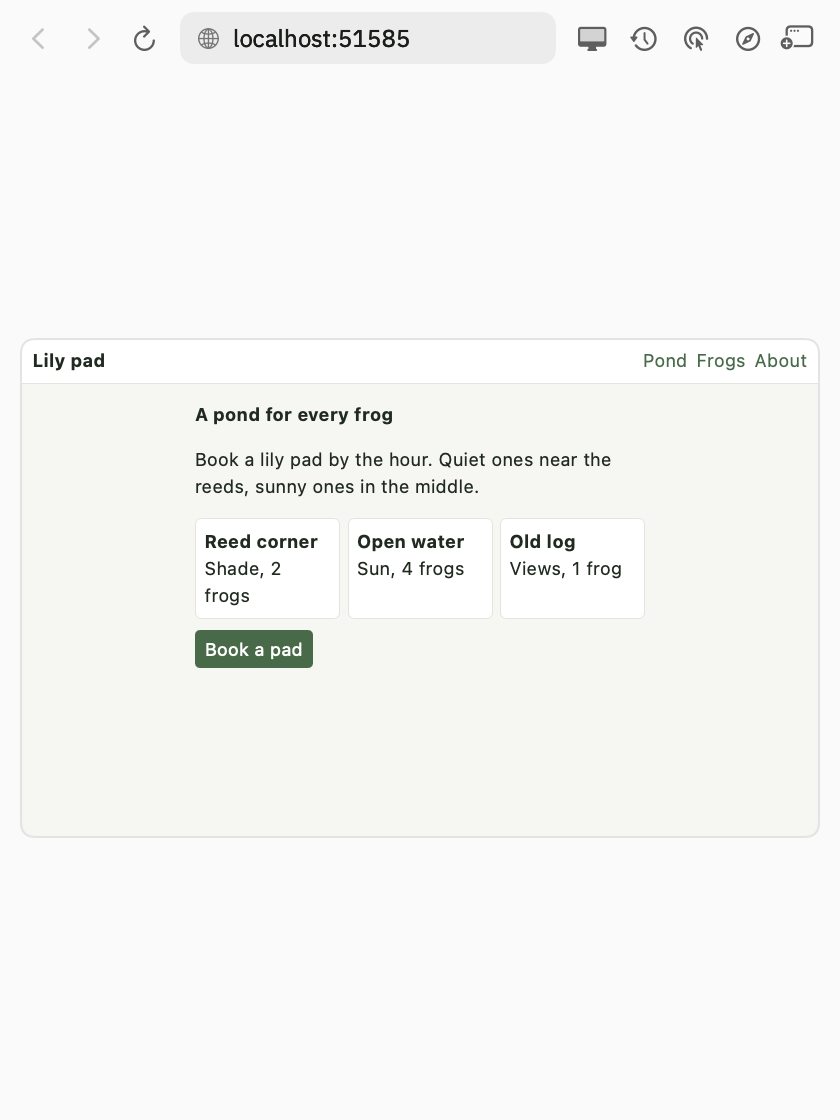 localhost:51585
Lily pad
Pond Frogs About
A pond for every frog
Book a lily pad by the hour. Quiet ones near the
reeds, sunny ones in the middle.
Reed corner
Shade, 2
frogs
Open water
Sun, 4 frogs
Old log
Views, 1 frog
Book a pad